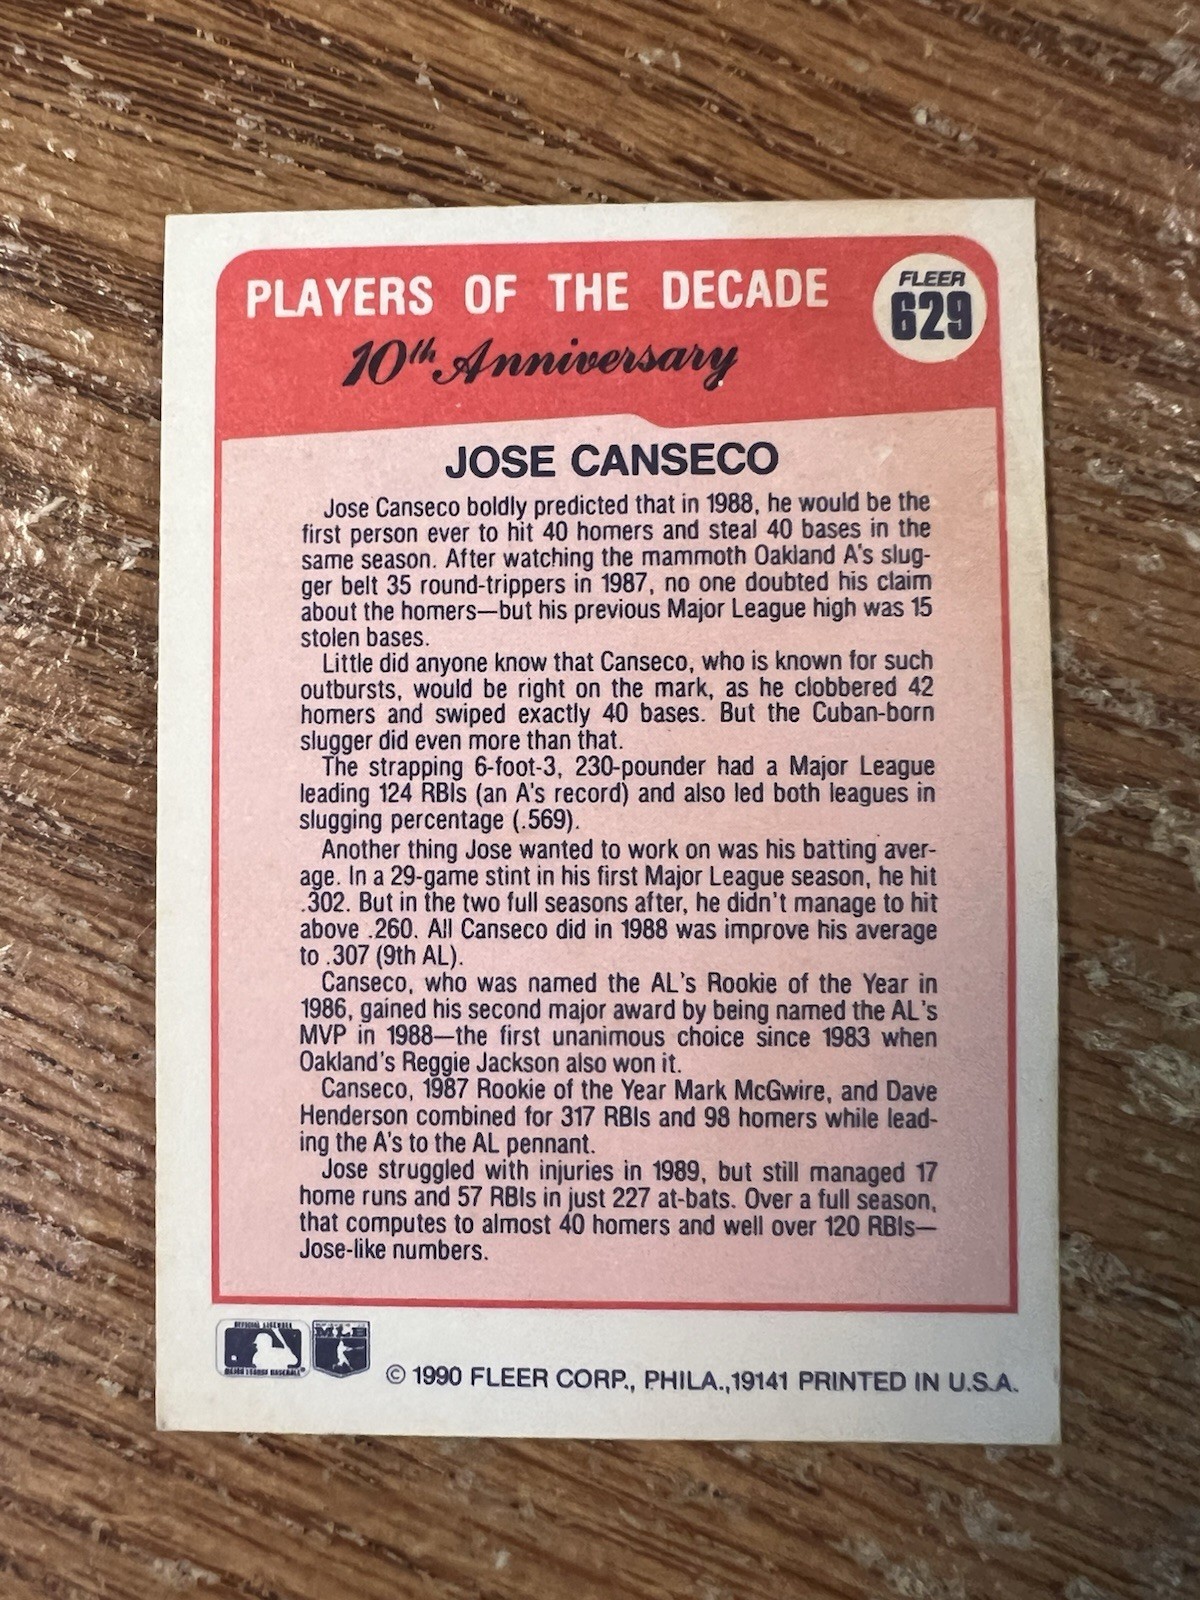 PLAYERS OF THE DECADE
10th Anniversary
FLEER
629
JOSE CANSECO
Jose Canseco boldly predicted that in 1988, he would be the
first person ever to hit 40 homers and steal 40 bases in the
same season. After watching the mammoth Oakland A's slug-
ger belt 35 round-trippers in 1987, no one doubted his claim
about the homers—but his previous Major League high was 15
stolen bases.
Little did anyone know that Canseco, who is known for such
outbursts, would be right on the mark, as he clobbered 42
homers and swiped exactly 40 bases. But the Cuban-born
slugger did even more than that.
The strapping 6-foot-3, 230-pounder had a Major League
leading 124 RBIs (an A's record) and also led both leagues in
slugging percentage (.569).
Another thing Jose wanted to work on was his batting aver-
age. In a 29-game stint in his first Major League season, he hit
.302. But in the two full seasons after, he didn't manage to hit
above .260. All Canseco did in 1988 was improve his average
to .307 (9th AL).
Canseco, who was named the AL's Rookie of the Year in
1986, gained his second major award by being named the AL's
MVP in 1988—the first unanimous choice since 1983 when
Oakland's Reggie Jackson also won it.
Canseco, 1987 Rookie of the Year Mark McGwire, and Dave
Henderson combined for 317 RBIs and 98 homers while lead-
ing the A's to the AL pennant.
Jose struggled with injuries in 1989, but still managed 17
home runs and 57 RBIs in just 227 at-bats. Over a full season,
that computes to almost 40 homers and well over 120 RBIs—
Jose-like numbers.
OFFICIAL LICENSEE
MAJOR LEAGUE BASEBALL
MLB
© 1990 FLEER CORP., PHILA.,19141 PRINTED IN U.S.A.